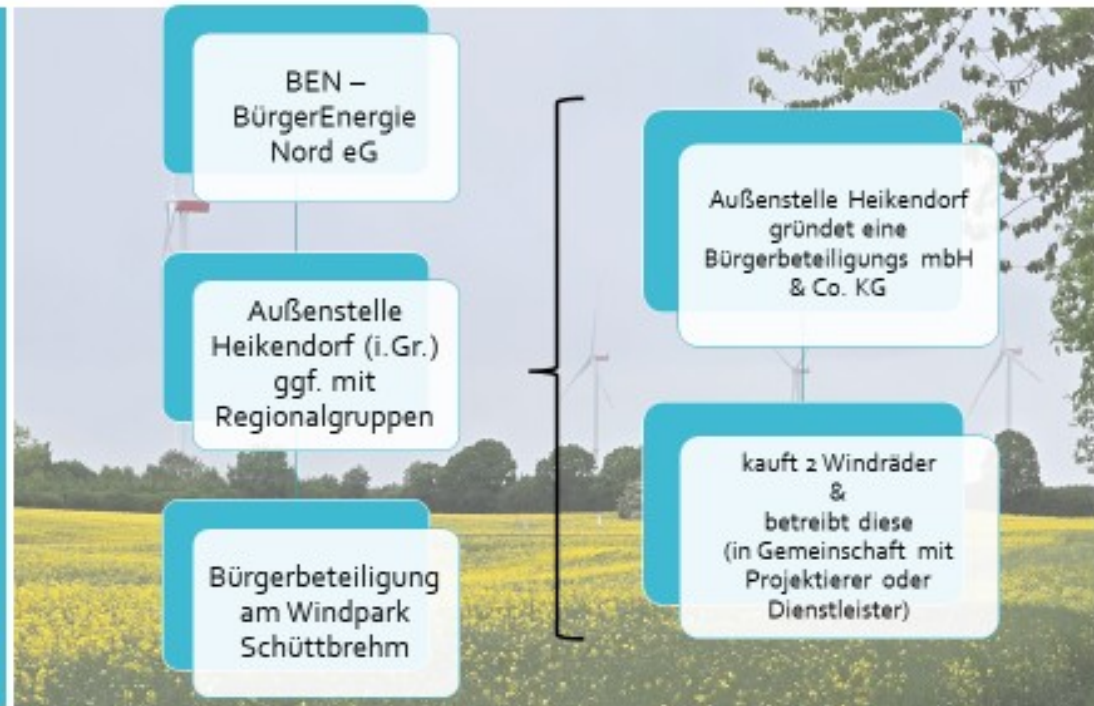 BEN –
BürgerEnergie
Nord eG
Außenstelle
Heikendorf (i.Gr.)
ggf. mit
Regionalgruppen
Bürgerbeteiligung
am Windpark
Schüttbrehm
Außenstelle Heikendorf
gründet eine
Bürgerbeteiligungs mbH
& Co. KG
kauft 2 Windräder
&
betreibt diese
(in Gemeinschaft mit
Projektierer oder
Dienstleister)